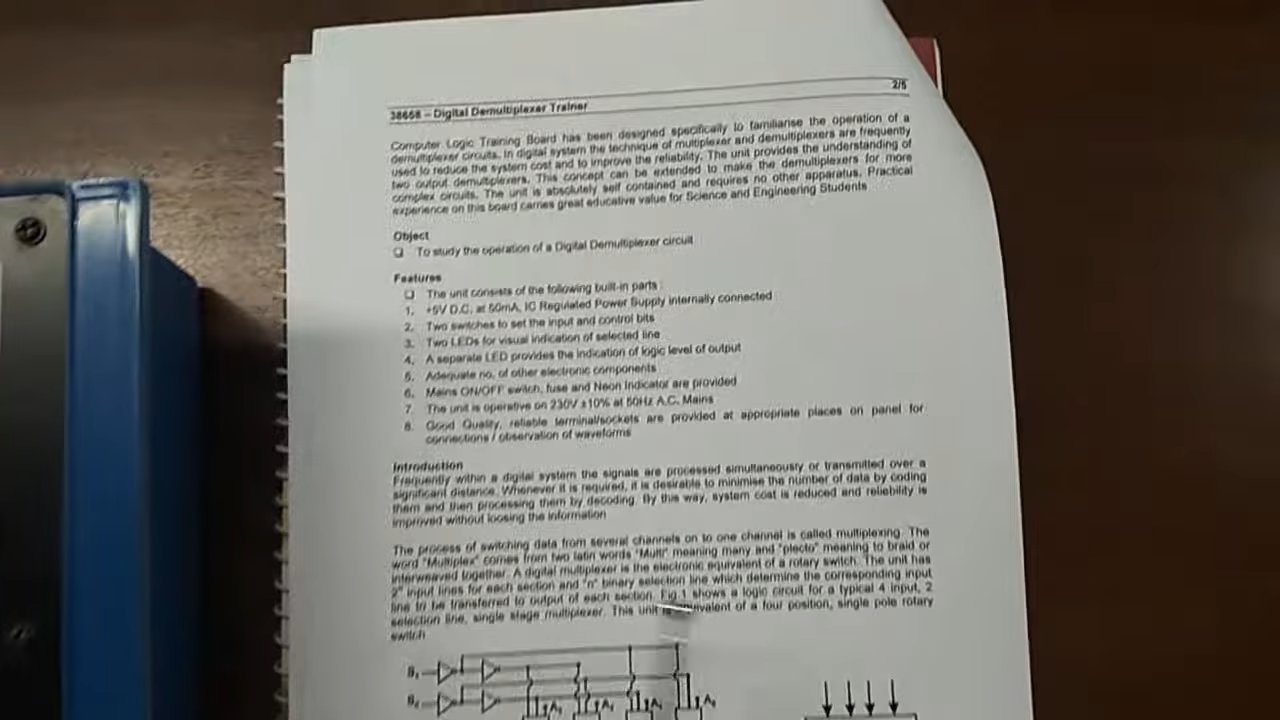 2/5
38668 – Digital Demultiplexer Trainer
Computer Logic Training Board has been designed specifically to familiarise the operation of a
demultiplexer circuits. In digital system the technique of multiplexer and demultiplexers are frequently
used to reduce the system cost and to improve the reliability. The unit provides the understanding of
two output demultiplexers. This concept can be extended to make the demultiplexers for more
complex circuits. The unit is absolutely self contained and requires no other apparatus. Practical
experience on this board carries great educative value for Science and Engineering Students
Object
❑ To study the operation of a Digital Demultiplexer circuit
Features
❑ The unit consists of the following built-in parts :
1. +5V D.C. at 50mA, IC Regulated Power Supply internally connected
2. Two switches to set the input and control bits
3. Two LEDs for visual indication of selected line
4. A separate LED provides the indication of logic level of output
5. Adequate no. of other electronic components
6. Mains ON/OFF switch, fuse and Neon Indicator are provided
7. The unit is operative on 230V ±10% at 50Hz A.C. Mains
8. Good Quality, reliable terminal/sockets are provided at appropriate places on panel for
connections / observation of waveforms
Introduction
Frequently within a digital system the signals are processed simultaneously or transmitted over a
significant distance. Whenever it is required, it is desirable to minimise the number of data by coding
them and then processing them by decoding. By this way, system cost is reduced and reliability is
improved without loosing the information
The process of switching data from several channels on to one channel is called multiplexing. The
word "Multiplex" comes from two latin words "Multi" meaning many and "plecto" meaning to braid or
interweaved together. A digital multiplexer is the electronic equivalent of a rotary switch. The unit has
input lines for each section and "n" binary selection line which determine the corresponding input
line to be transferred to output of each section. Fig.1 shows a logic circuit for a typical 4 input, 2
selection line, single stage multiplexer. This unit is equivalent of a four position, single pole rotary
switch